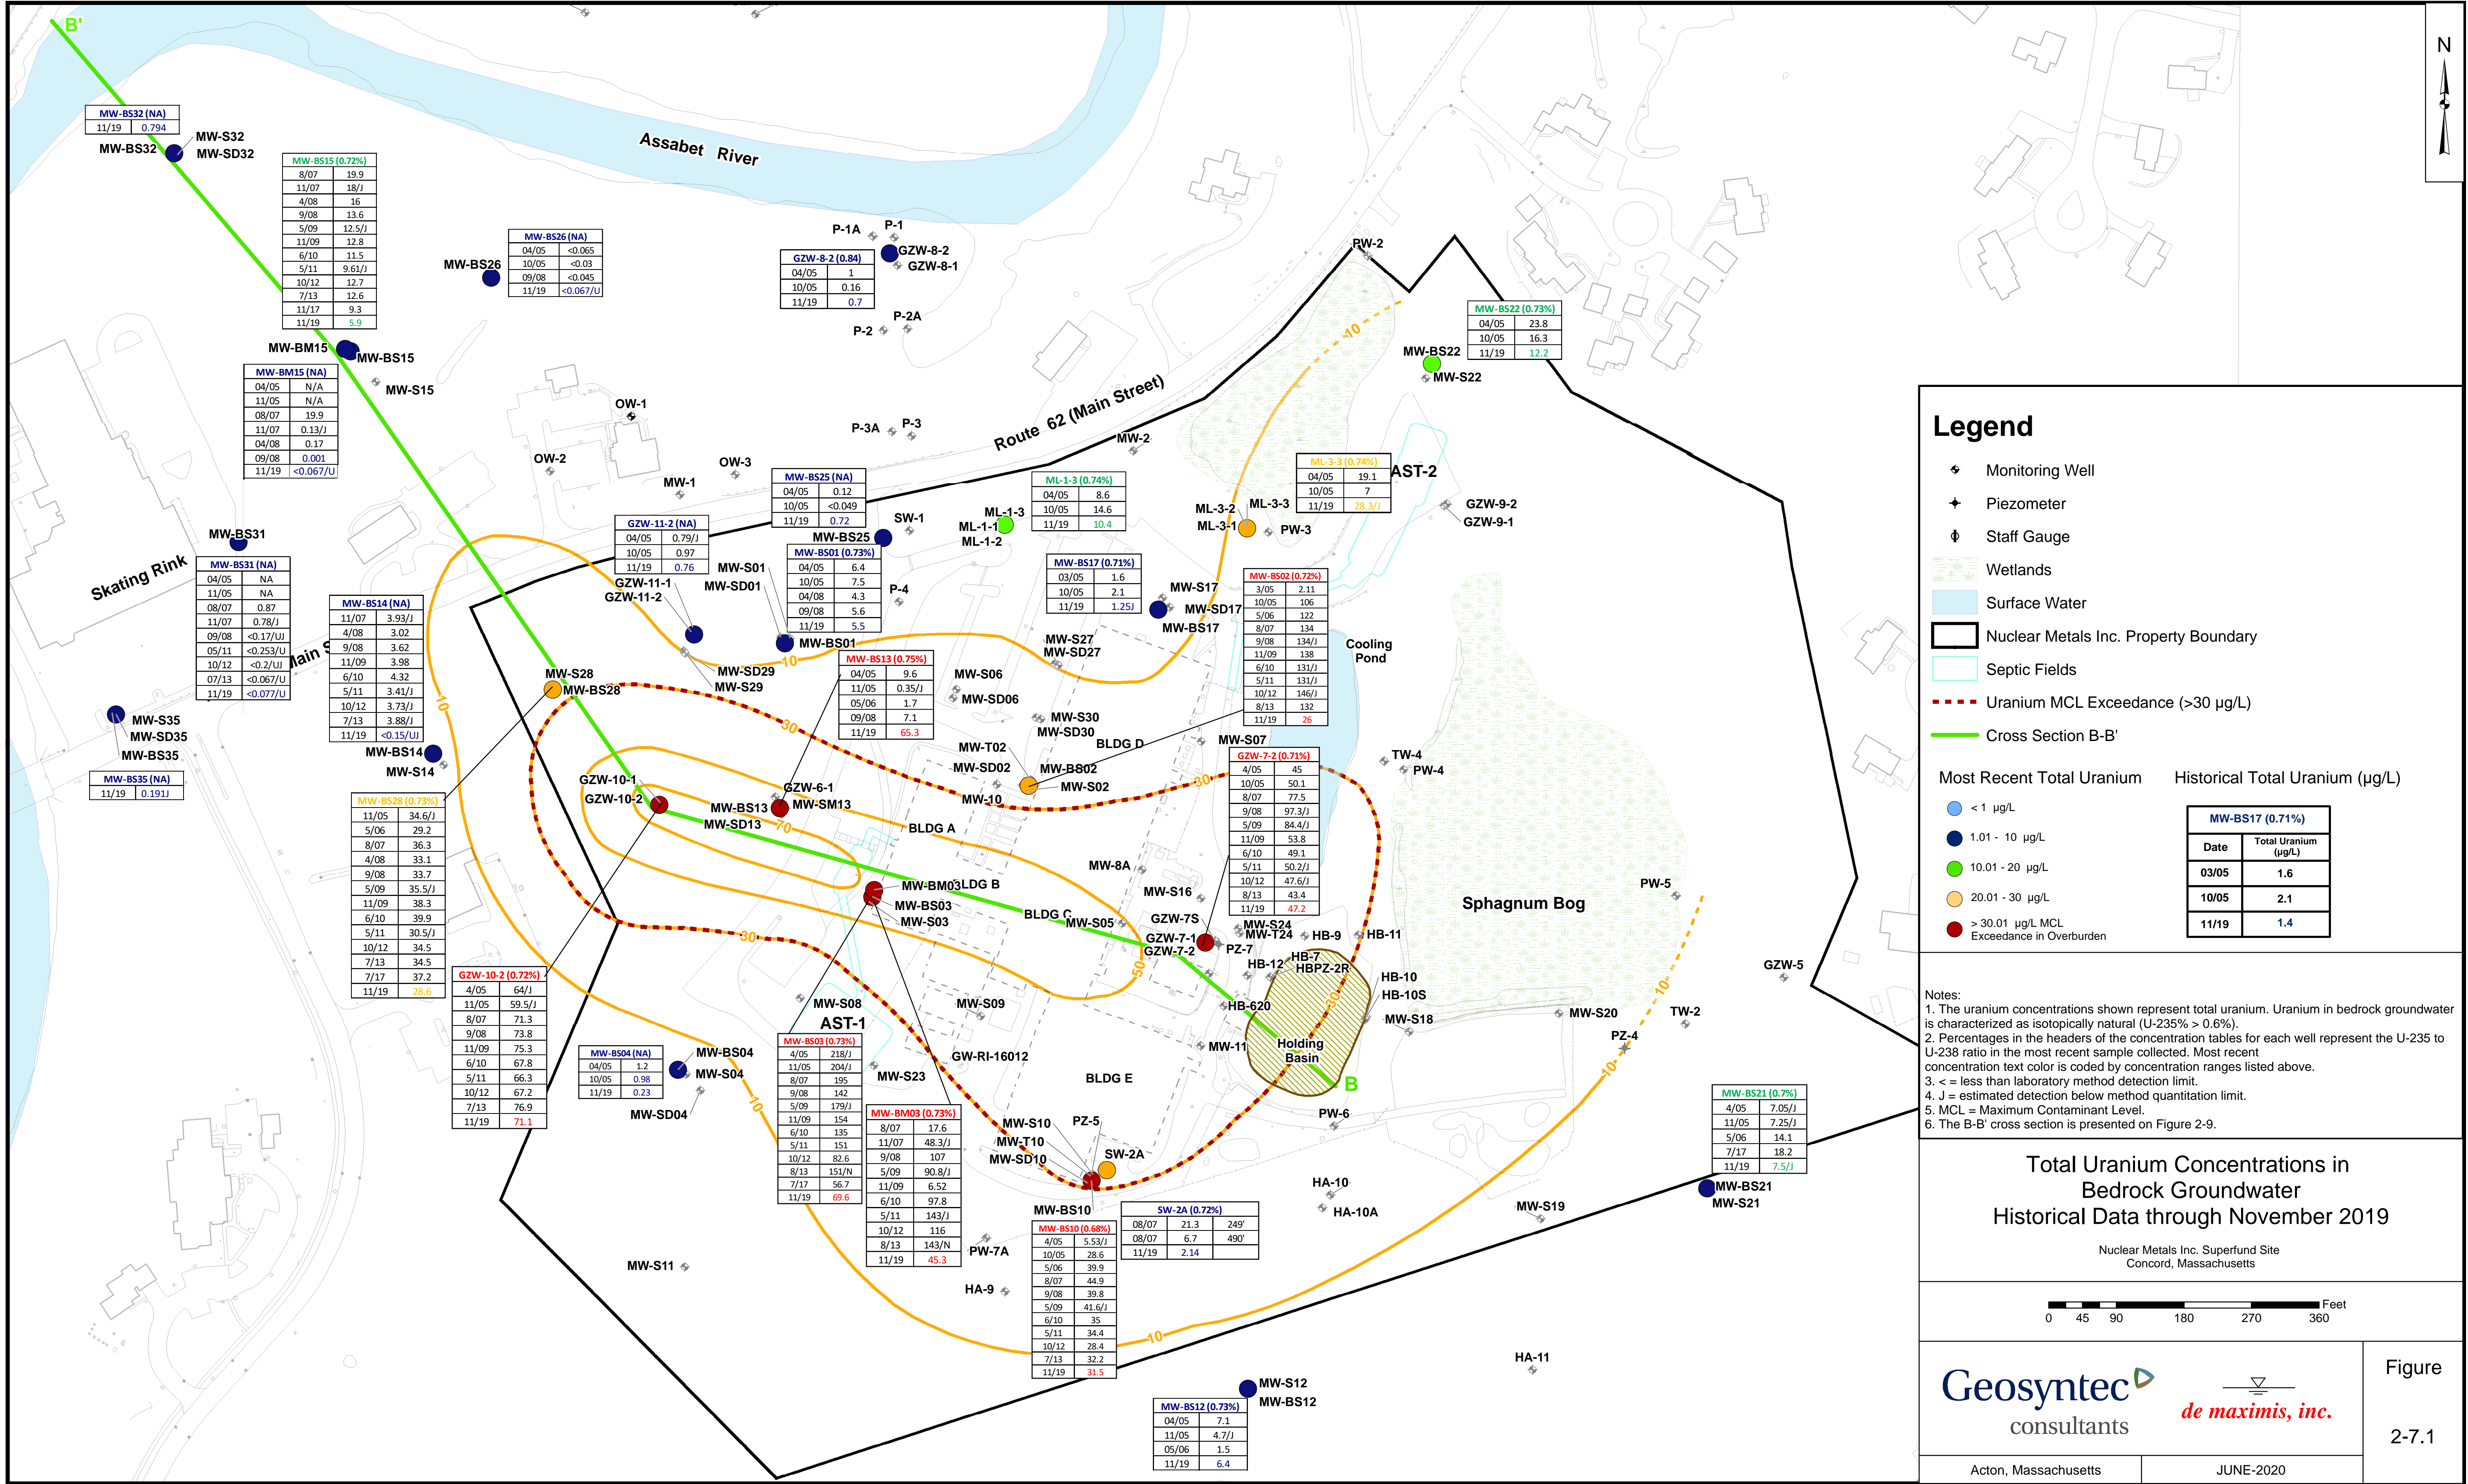 B'
N
Assabet River
MW-BS32 (NA)
11/19 0.794
MW-S32
MW-BS32
MW-SD32
MW-BS15 (0.72%)
8/07 19.9
11/07 18/J
4/08 16
9/08 13.6
5/09 12.5/J
11/09 12.8
6/10 11.5
5/11 9.61/J
10/12 12.7
7/13 12.6
11/17 9.3
11/19 5.9
MW-BS26
MW-BS26 (NA)
04/05 <0.065
10/05 <0.03
09/08 <0.045
11/19 <0.067/U
P-1A
P-1
GZW-8-2
GZW-8-1
GZW-8-2 (0.84)
04/05 1
10/05 0.16
11/19 0.7
P-2
P-2A
PW-2
MW-BS22 (0.73%)
04/05 23.8
10/05 16.3
11/19 12.2
MW-BS22
MW-S22
10
MW-BM15
MW-BS15
MW-S15
MW-BM15 (NA)
04/05 N/A
11/05 N/A
08/07 19.9
11/07 0.13/J
04/08 0.17
09/08 0.001
11/19 <0.067/U
OW-1
OW-2
OW-3
MW-1
P-3A
P-3
Route 62 (Main Street)
MW-2
MW-BS25 (NA)
04/05 0.12
10/05 <0.049
11/19 0.72
ML-1-3 (0.74%)
04/05 8.6
10/05 14.6
11/19 10.4
ML-3-3 (0.74%)
04/05 19.1
10/05 7
11/19 28.3/J
AST-2
GZW-9-2
GZW-9-1
ML-3-2
ML-3-3
ML-3-1
PW-3
ML-1-3
ML-1-1
ML-1-2
SW-1
MW-BS25
GZW-11-2 (NA)
04/05 0.79/J
10/05 0.97
11/19 0.76
GZW-11-1
GZW-11-2
MW-S01
MW-SD01
MW-BS01 (0.73%)
04/05 6.4
10/05 7.5
04/08 4.3
09/08 5.6
11/19 5.5
P-4
MW-BS01
MW-BS17 (0.71%)
03/05 1.6
10/05 2.1
11/19 1.25J
MW-S17
MW-SD17
MW-BS17
MW-BS02 (0.72%)
3/05 2.11
10/05 106
5/06 122
8/07 134
9/08 134/J
11/09 138
6/10 131/J
5/11 131/J
10/12 146/J
8/13 132
11/19 26
Cooling
Pond
MW-BS31
Skating Rink
MW-BS31 (NA)
04/05 NA
11/05 NA
08/07 0.87
11/07 0.78/J
09/08 <0.17/UJ
05/11 <0.253/U
10/12 <0.2/UJ
07/13 <0.067/U
11/19 <0.077/U
Main S
MW-BS14 (NA)
11/07 3.93/J
4/08 3.02
9/08 3.62
11/09 3.98
6/10 4.32
5/11 3.41/J
10/12 3.73/J
7/13 3.88/J
11/19 <0.15/UJ
MW-BS14
MW-S14
MW-S35
MW-SD35
MW-BS35
MW-BS35 (NA)
11/19 0.191J
10
MW-S28
MW-BS28
MW-SD29
MW-S29
10
30
MW-BS13 (0.75%)
04/05 9.6
11/05 0.35/J
05/06 1.7
09/08 7.1
11/19 65.3
MW-S06
MW-SD06
MW-S27
MW-SD27
MW-S30
MW-SD30
BLDG D
MW-T02
MW-SD02
MW-BS02
MW-S02
MW-10
30
MW-S07
TW-4
PW-4
GZW-7-2 (0.71%)
4/05 45
10/05 50.1
8/07 77.5
9/08 97.3/J
5/09 84.4/J
11/09 53.8
6/10 49.1
5/11 50.2/J
10/12 47.6/J
8/13 43.4
11/19 47.2
GZW-10-1
GZW-10-2
GZW-6-1
MW-BS13
MW-SM13
MW-SD13
70
BLDG A
MW-BM03
BLDG B
MW-BS03
MW-S03
BLDG C
MW-S05
MW-8A
MW-S16
GZW-7S
GZW-7-1
GZW-7-2
PZ-7
MW-S24
MW-T24
HB-9
HB-11
HB-7
HB-12
HBPZ-2R
HB-10
HB-10S
HB-620
30
50
30
MW-S18
MW-11
Holding
Basin
B
Sphagnum Bog
PW-5
GZW-5
MW-S20
TW-2
PZ-4
10
10
MW-BS28 (0.73%)
11/05 34.6/J
5/06 29.2
8/07 36.3
4/08 33.1
9/08 33.7
5/09 35.5/J
11/09 38.3
6/10 39.9
5/11 30.5/J
10/12 34.5
7/13 34.5
7/17 37.2
11/19 28.6
GZW-10-2 (0.72%)
4/05 64/J
11/05 59.5/J
8/07 71.3
9/08 73.8
11/09 75.3
6/10 67.8
5/11 66.3
10/12 67.2
7/13 76.9
11/19 71.1
MW-S08
AST-1
MW-S09
GW-RI-16012
MW-S23
BLDG E
MW-BS04 (NA)
04/05 1.2
10/05 0.98
11/19 0.23
MW-BS04
MW-S04
MW-SD04
10
MW-BS03 (0.73%)
4/05 218/J
11/05 204/J
8/07 195
9/08 142
5/09 179/J
11/09 154
6/10 135
5/11 151
10/12 82.6
8/13 151/N
7/17 56.7
11/19 69.6
MW-BM03 (0.73%)
8/07 17.6
11/07 48.3/J
9/08 107
5/09 90.8/J
11/09 6.52
6/10 97.8
5/11 143/J
10/12 116
8/13 143/N
11/19 45.3
MW-S10
PZ-5
MW-T10
MW-SD10
SW-2A
MW-BS10
PW-6
HA-10
HA-10A
MW-S19
MW-BS21 (0.7%)
4/05 7.05/J
11/05 7.25/J
5/06 14.1
7/17 18.2
11/19 7.5/J
MW-BS21
MW-S21
SW-2A (0.72%)
08/07 21.3 249'
08/07 6.7 490'
11/19 2.14
MW-BS10 (0.68%)
4/05 5.53/J
10/05 28.6
5/06 39.9
8/07 44.9
9/08 39.8
5/09 41.6/J
6/10 35
5/11 34.4
10/12 28.4
7/13 32.2
11/19 31.5
PW-7A
HA-9
MW-S11
10
HA-11
MW-S12
MW-BS12
MW-BS12 (0.73%)
04/05 7.1
11/05 4.7/J
05/06 1.5
11/19 6.4
Legend
Monitoring Well
Piezometer
Staff Gauge
Wetlands
Surface Water
Nuclear Metals Inc. Property Boundary
Septic Fields
Uranium MCL Exceedance (>30 µg/L)
Cross Section B-B'
Most Recent Total Uranium
< 1 µg/L
1.01 - 10 µg/L
10.01 - 20 µg/L
20.01 - 30 µg/L
> 30.01 µg/L MCL
Exceedance in Overburden
Historical Total Uranium (µg/L)
MW-BS17 (0.71%)
Date Total Uranium (µg/L)
03/05 1.6
10/05 2.1
11/19 1.4
Notes:
1. The uranium concentrations shown represent total uranium. Uranium in bedrock groundwater
is characterized as isotopically natural (U-235% > 0.6%).
2. Percentages in the headers of the concentration tables for each well represent the U-235 to
U-238 ratio in the most recent sample collected. Most recent
concentration text color is coded by concentration ranges listed above.
3. < = less than laboratory method detection limit.
4. J = estimated detection below method quantitation limit.
5. MCL = Maximum Contaminant Level.
6. The B-B' cross section is presented on Figure 2-9.
Total Uranium Concentrations in
Bedrock Groundwater
Historical Data through November 2019
Nuclear Metals Inc. Superfund Site
Concord, Massachusetts
Feet
0 45 90 180 270 360
Geosyntec
consultants
de maximis, inc.
Figure
2-7.1
Acton, Massachusetts
JUNE-2020